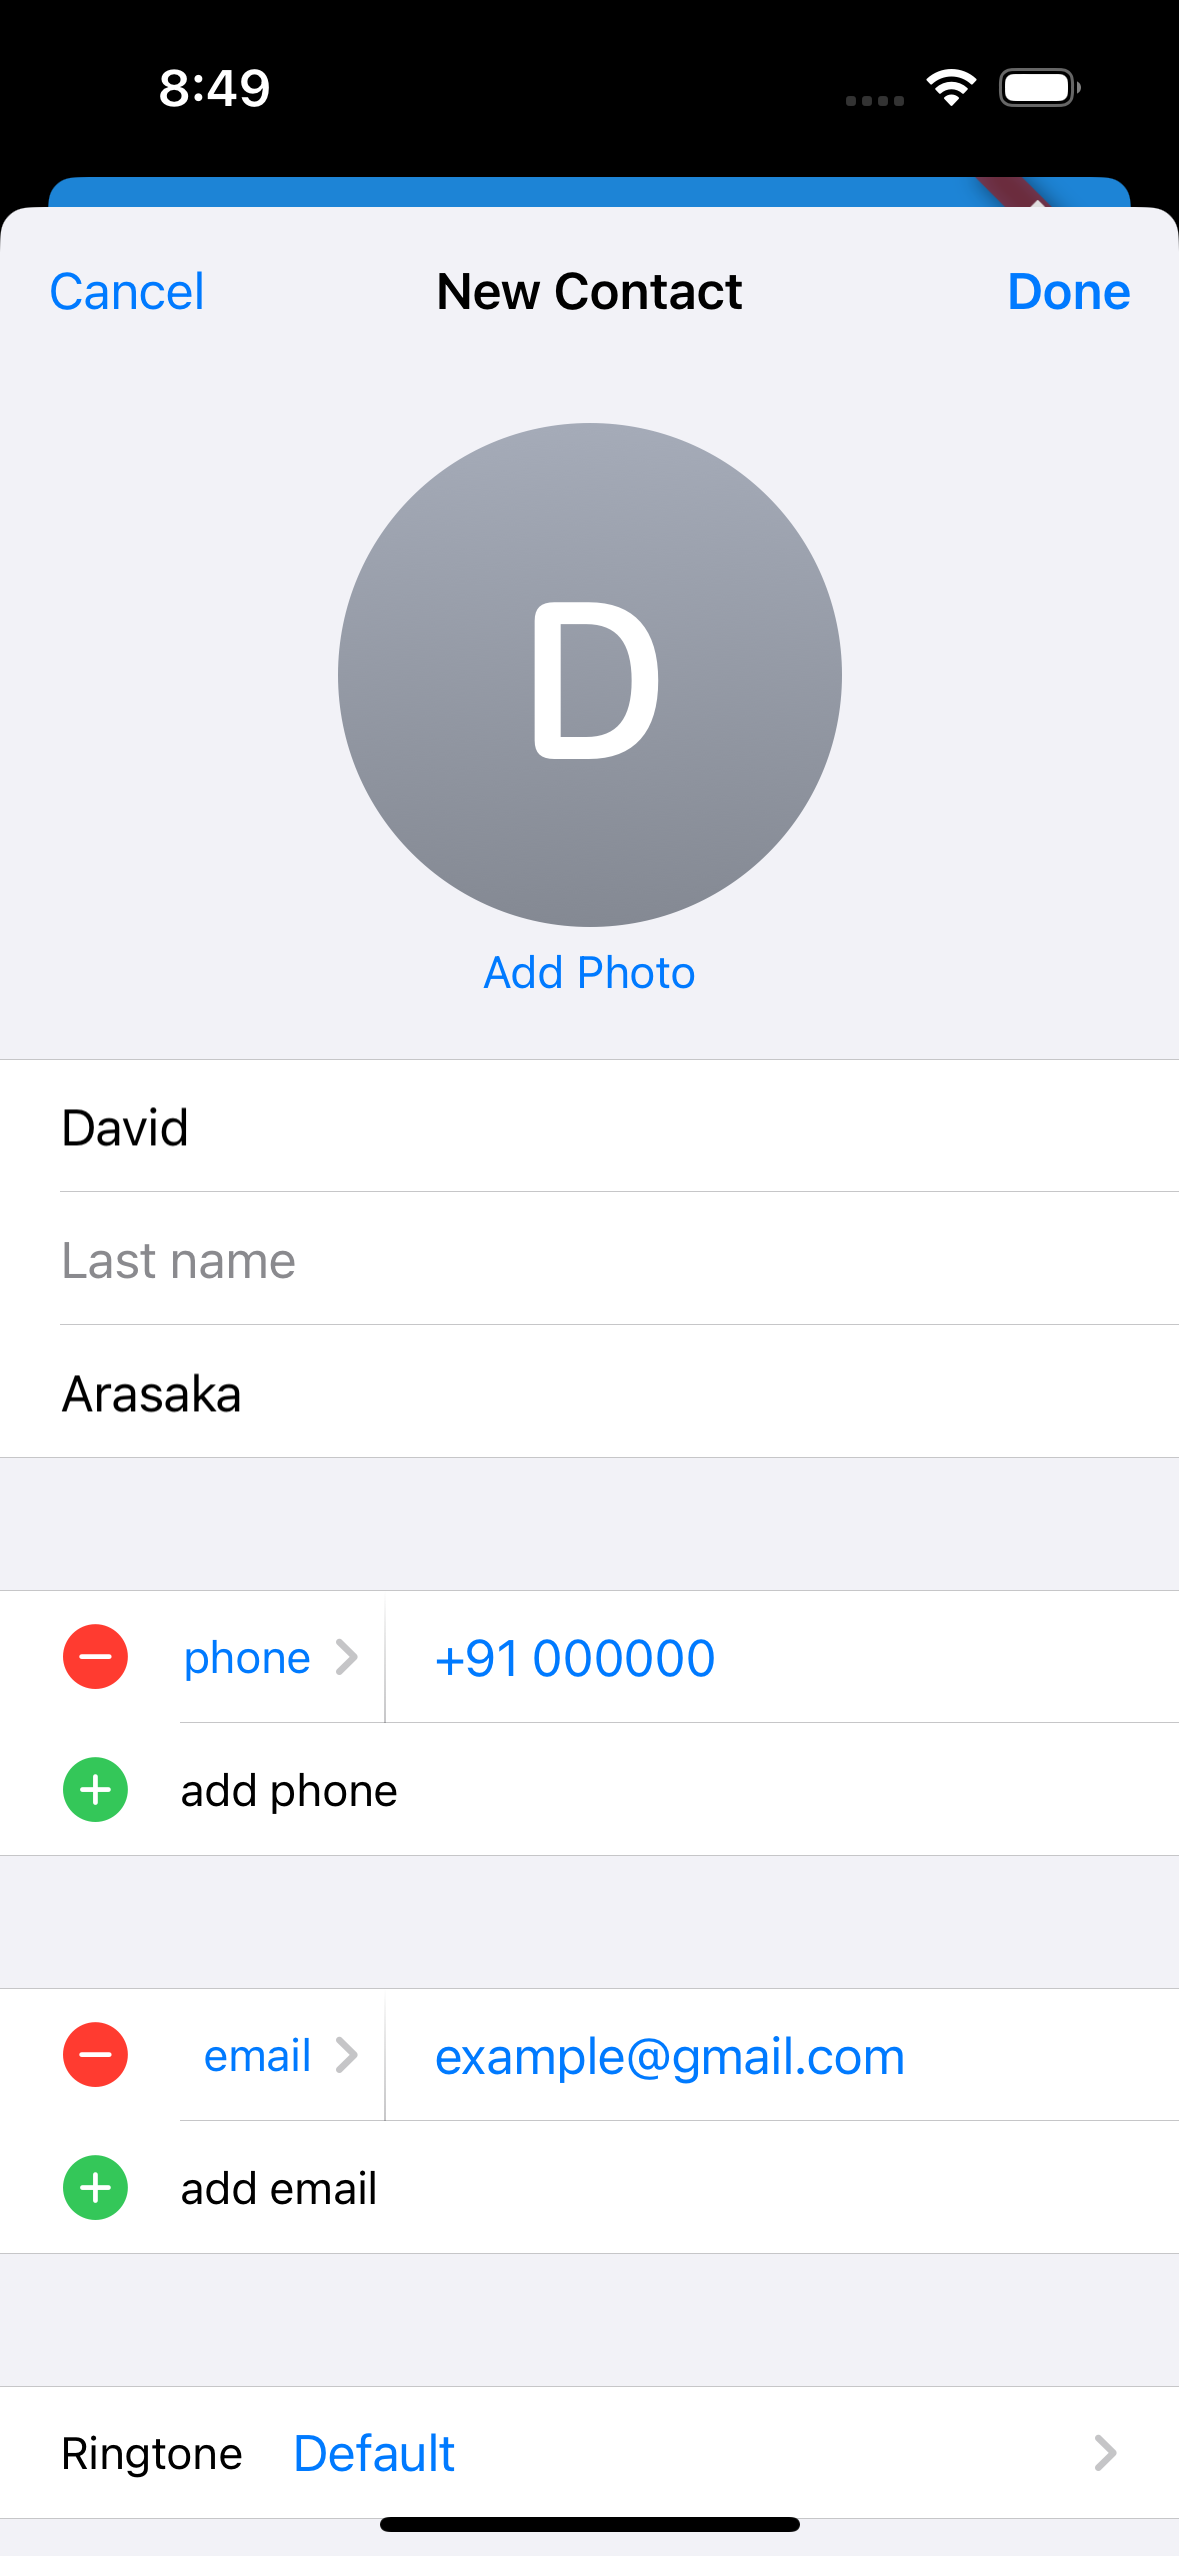 8:49
Cancel New Contact Done
D
Add Photo
David
Last name
Arasaka
phone +91 000000
add phone
email example@gmail.com
add email
Ringtone Default